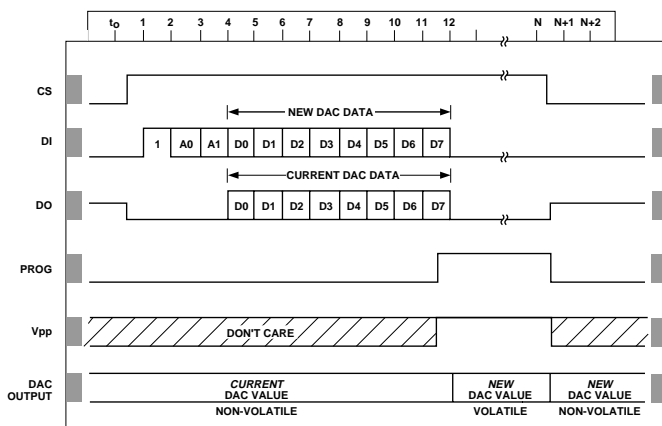 to 1 2 3 4 5 6 7 8 9 10 11 12 N N+1 N+2
CS
NEW DAC DATA
DI 1 A0 A1 D0 D1 D2 D3 D4 D5 D6 D7
CURRENT DAC DATA
DO D0 D1 D2 D3 D4 D5 D6 D7
PROG
Vpp DON'T CARE
DAC OUTPUT
CURRENT DAC VALUE
NON-VOLATILE
NEW DAC VALUE
VOLATILE
NEW DAC VALUE
NON-VOLATILE